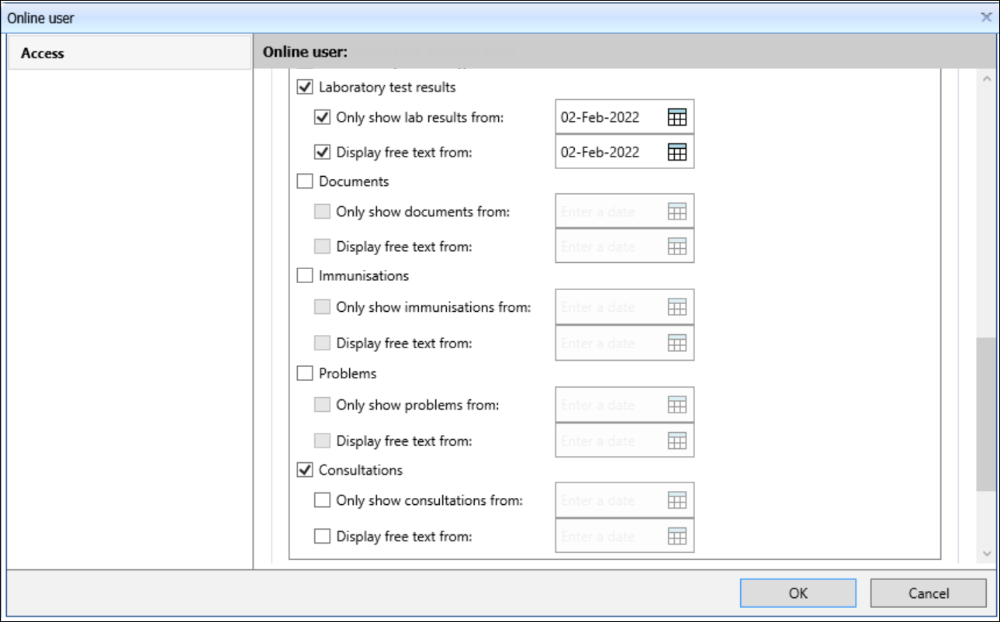 Online user
Access
Online user:
Laboratory test results
Only show lab results from: 02-Feb-2022
Display free text from: 02-Feb-2022
Documents
Only show documents from: Enter a date
Display free text from: Enter a date
Immunisations
Only show immunisations from: Enter a date
Display free text from: Enter a date
Problems
Only show problems from: Enter a date
Display free text from: Enter a date
Consultations
Only show consultations from: Enter a date
Display free text from: Enter a date
OK Cancel